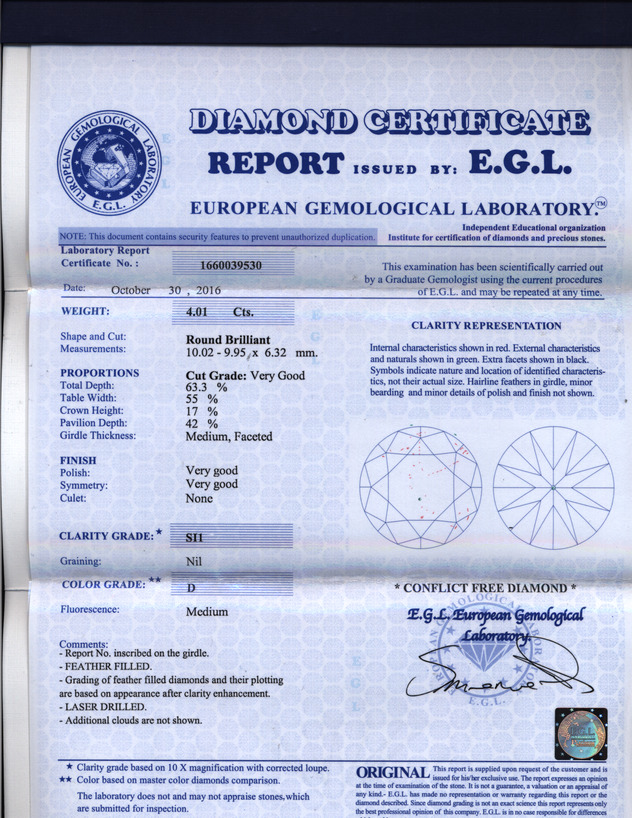 DIAMOND CERTIFICATE
REPORT ISSUED BY: E.G.L.
EUROPEAN GEMOLOGICAL LABORATORY.™
EUROPEAN GEMOLOGICAL LABORATORY
E.G.L.
Independent Educational organization
Institute for certification of diamonds and precious stones.
NOTE: This document contains security features to prevent unauthorized duplication.
Laboratory Report
Certificate No. : 1660039530
Date: October 30 , 2016
This examination has been scientifically carried out
by a Graduate Gemologist using the current procedures
of E.G.L. and may be repeated at any time.
WEIGHT: 4.01 Cts.
Shape and Cut: Round Brilliant
Measurements: 10.02 - 9.95 x 6.32 mm.
PROPORTIONS Cut Grade: Very Good
Total Depth: 63.3 %
Table Width: 55 %
Crown Height: 17 %
Pavilion Depth: 42 %
Girdle Thickness: Medium, Faceted
FINISH
Polish: Very good
Symmetry: Very good
Culet: None
CLARITY GRADE:★ SI1
Graining: Nil
COLOR GRADE:★★ D
Fluorescence: Medium
Comments:
- Report No. inscribed on the girdle.
- FEATHER FILLED.
- Grading of feather filled diamonds and their plotting
are based on appearance after clarity enhancement.
- LASER DRILLED.
- Additional clouds are not shown.
CLARITY REPRESENTATION
Internal characteristics shown in red. External characteristics
and naturals shown in green. Extra facets shown in black.
Symbols indicate nature and location of identified characteris-
tics, not their actual size. Hairline feathers in girdle, minor
bearding and minor details of polish and finish not shown.
* CONFLICT FREE DIAMOND *
E.G.L. European Gemological
Laboratory.
E.G.L.
★ Clarity grade based on 10 X magnification with corrected loupe.
★★ Color based on master color diamonds comparison.
The laboratory does not and may not appraise stones,which
are submitted for inspection.
ORIGINAL This report is supplied upon request of the customer and is
issued for his/her exclusive use. The report expresses an opinion
at the time of examination of the stone. It is not a guarantee, a valuation or an appraisal of
any kind.- E.G.L. has made no representation or warranty regarding this report or the
diamond described. Since diamond grading is not an exact science this report represents only
the best professional opinion of this company. E.G.L. is in no case responsible for differences